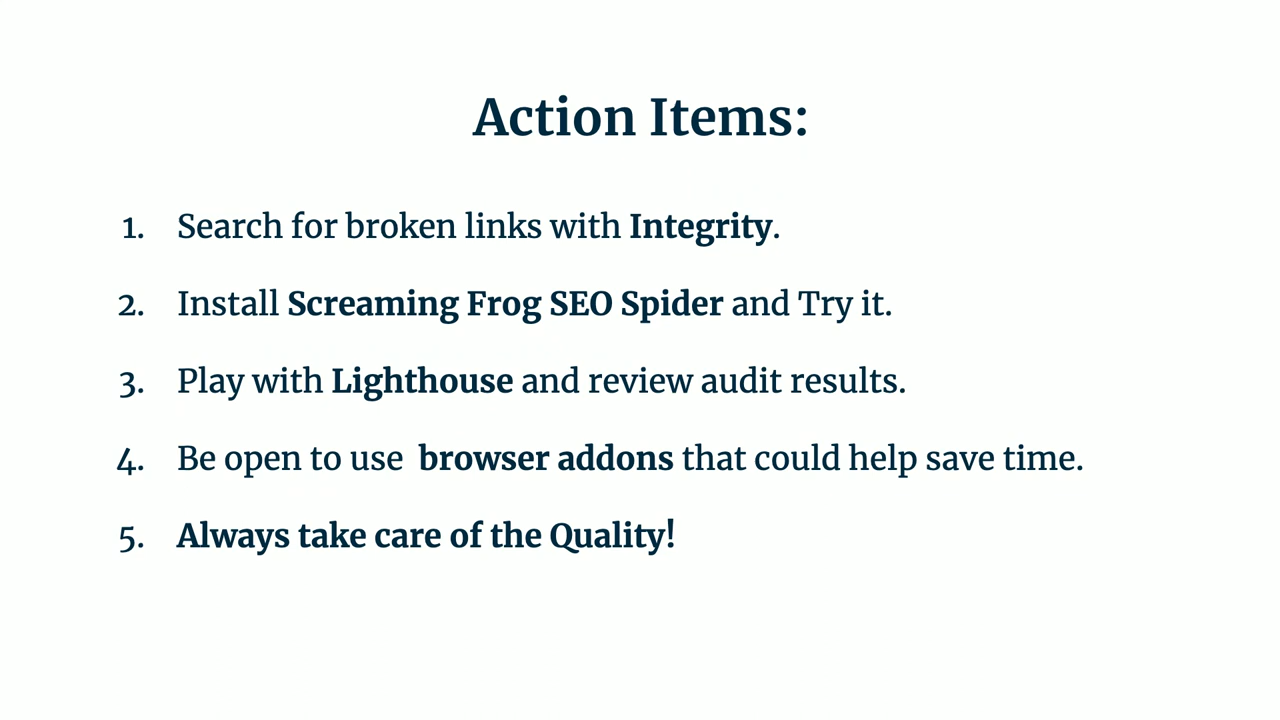 Action Items:
1. Search for broken links with Integrity.
2. Install Screaming Frog SEO Spider and Try it.
3. Play with Lighthouse and review audit results.
4. Be open to use browser addons that could help save time.
5. Always take care of the Quality!